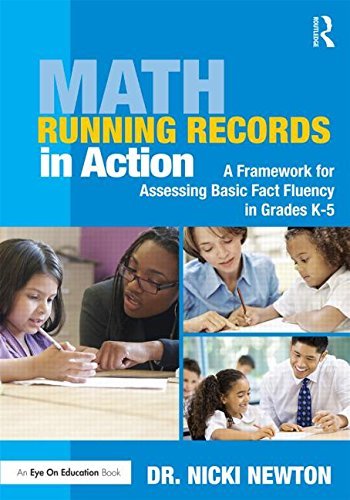 Routledge
MATH
RUNNING RECORDS
in Action
A Framework for
Assessing Basic Fact Fluency
in Grades K-5
An Eye On Education Book
DR. NICKI NEWTON